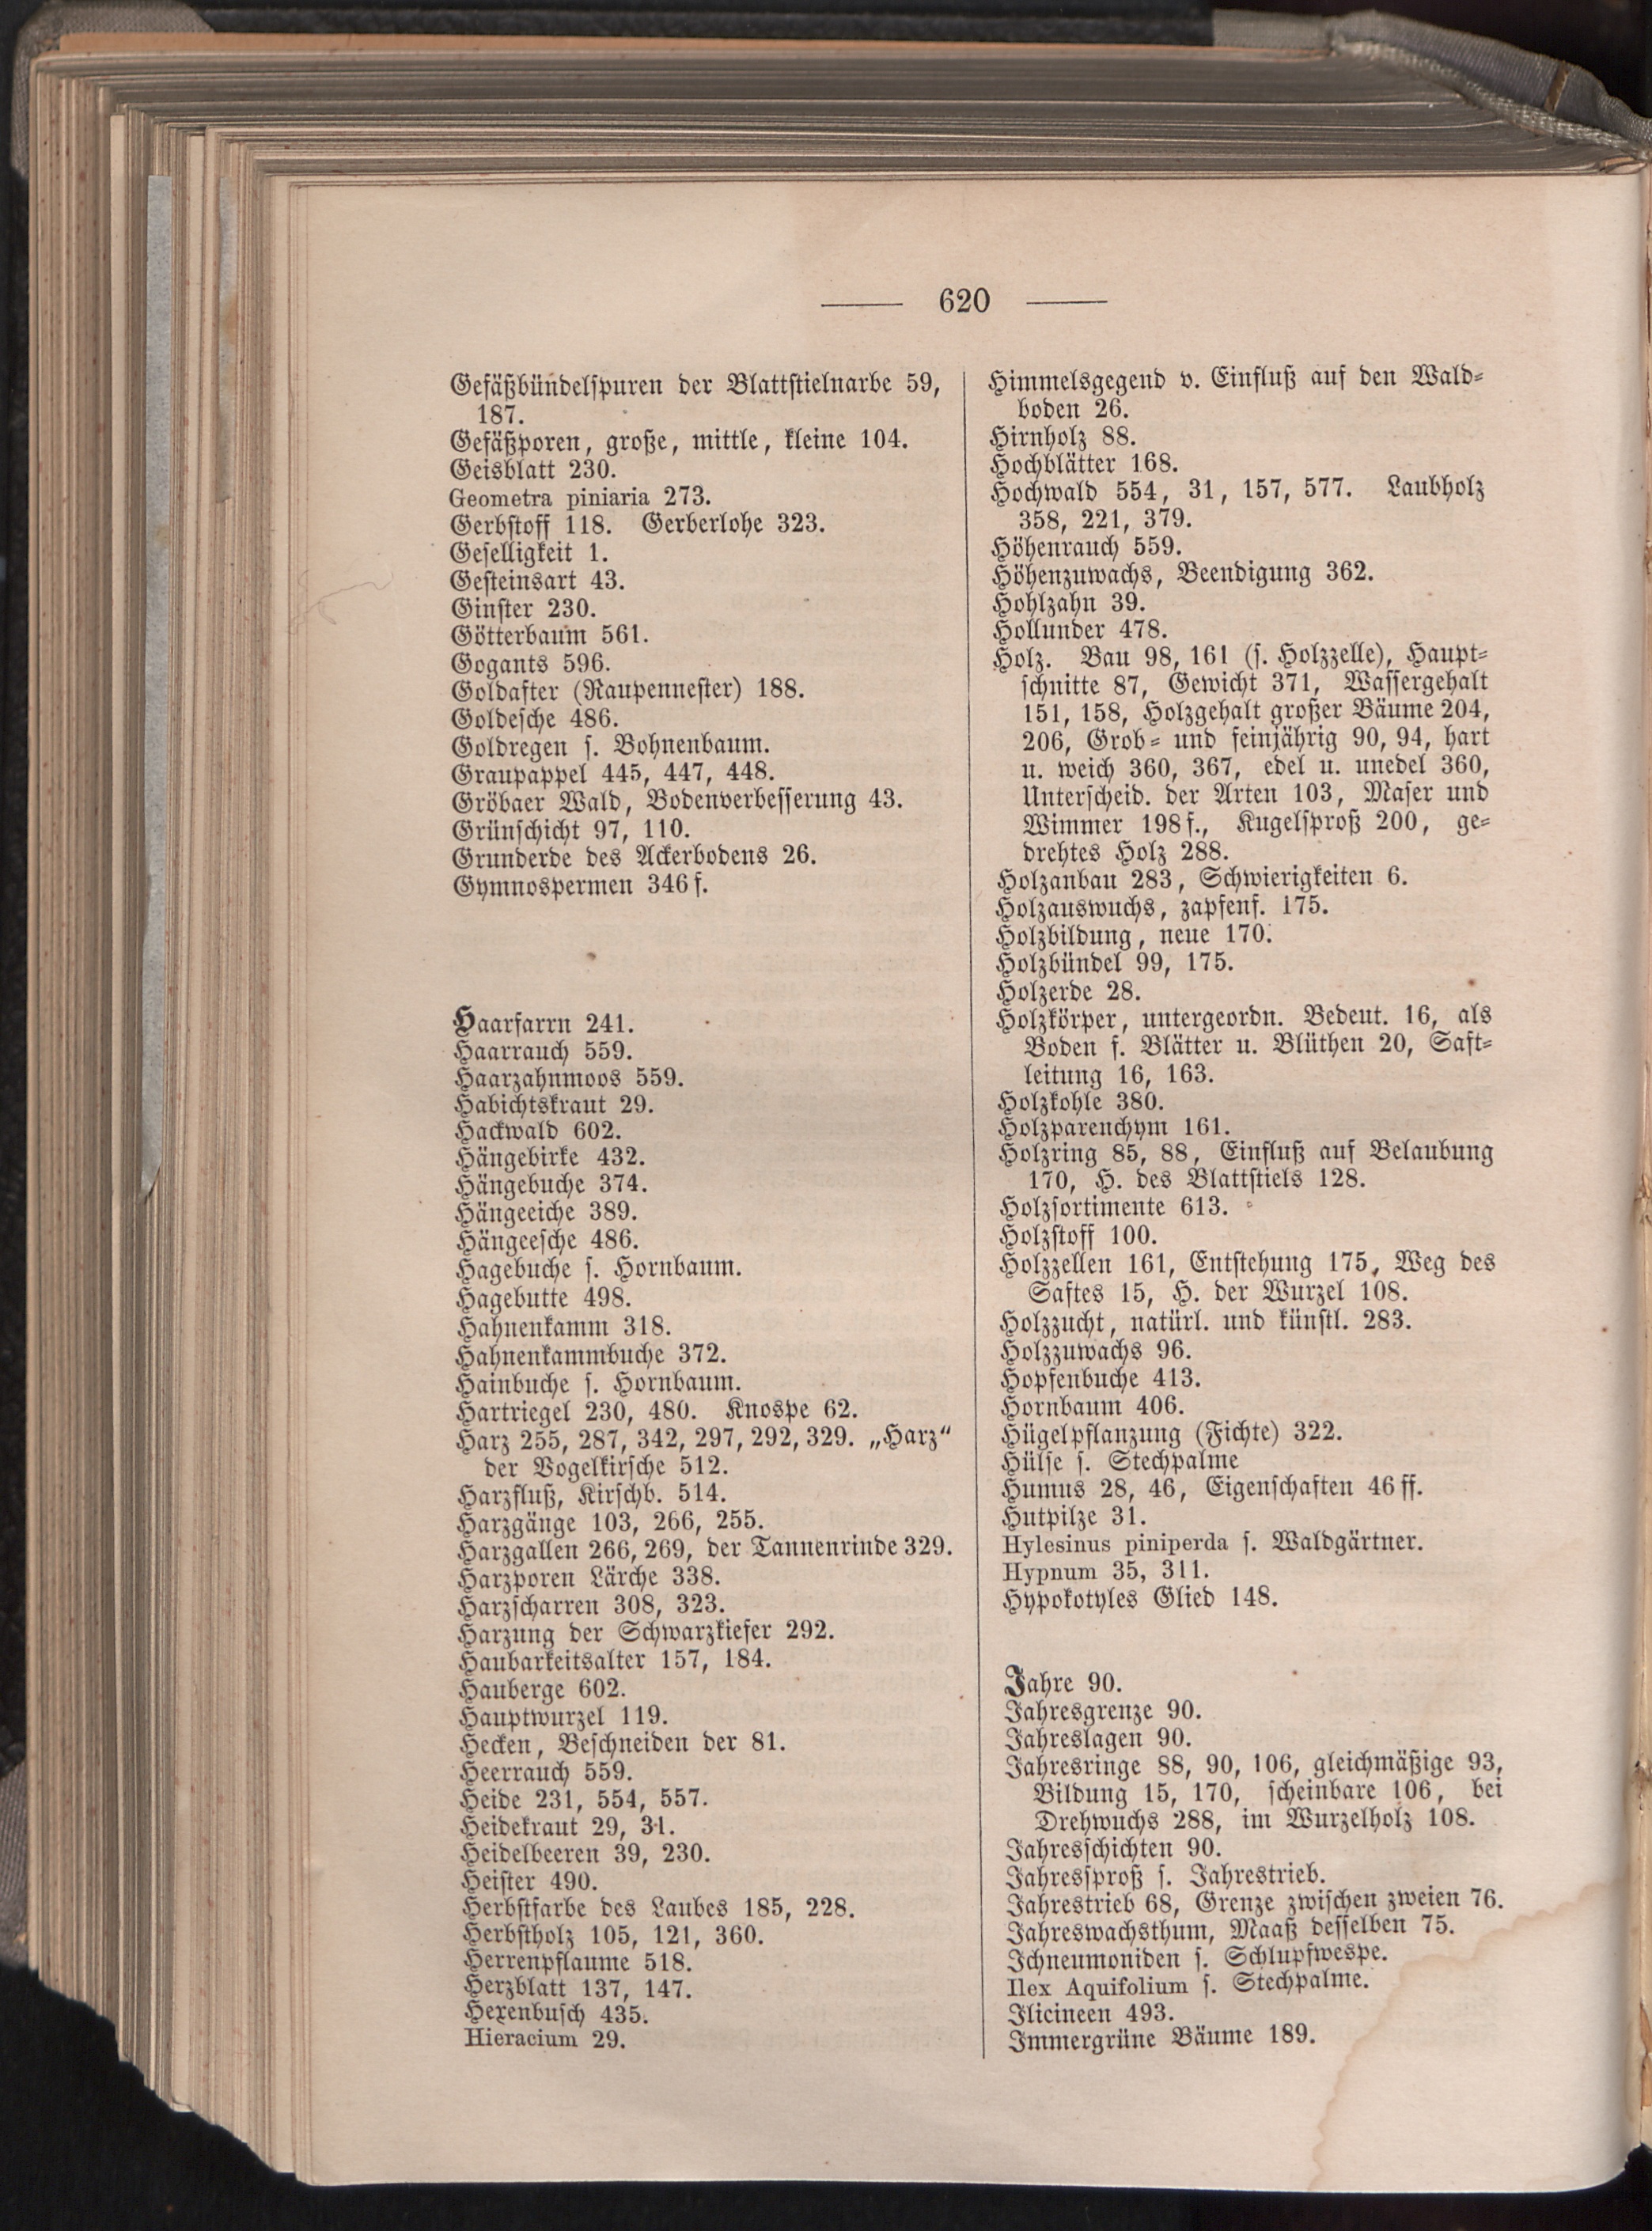 620
Gefäßbündelspuren der Blattstielnarbe 59,
187.
Gefäßporen, große, mittle, kleine 104.
Geisblatt 230.
Geometra piniaria 273.
Gerbstoff 118. Gerberlohe 323.
Geselligkeit 1.
Gesteinsart 43.
Ginster 230.
Götterbaum 561.
Gogants 596.
Goldafter (Raupennester) 188.
Goldesche 486.
Goldregen s. Bohnenbaum.
Graupappel 445, 447, 448.
Gröbaer Wald, Bodenverbesserung 43.
Grünschicht 97, 110.
Grunderde des Ackerbodens 26.
Gymnospermen 346 f.
Haarfarrn 241.
Haarrauch 559.
Haarzahnmoos 559.
Habichtskraut 29.
Hackwald 602.
Hängebirke 432.
Hängebuche 374.
Hängeeiche 389.
Hängeesche 486.
Hagebuche s. Hornbaum.
Hagebutte 498.
Hahnenkamm 318.
Hahnenkammbuche 372.
Hainbuche s. Hornbaum.
Hartriegel 230, 480. Knospe 62.
Harz 255, 287, 342, 297, 292, 329. „Harz“
der Vogelkirsche 512.
Harzfluß, Kirschb. 514.
Harzgänge 103, 266, 255.
Harzgallen 266, 269, der Tannenrinde 329.
Harzporen Lärche 338.
Harzscharren 308, 323.
Harzung der Schwarzkiefer 292.
Haubarkeitsalter 157, 184.
Hauberge 602.
Hauptwurzel 119.
Hecken, Beschneiden der 81.
Heerrauch 559.
Heide 231, 554, 557.
Heidekraut 29, 31.
Heidelbeeren 39, 230.
Heister 490.
Herbstfarbe des Laubes 185, 228.
Herbstholz 105, 121, 360.
Herrenpflaume 518.
Herzblatt 137, 147.
Hexenbusch 435.
Hieracium 29.
Himmelsgegend v. Einfluß auf den Wald-
boden 26.
Hirnholz 88.
Hochblätter 168.
Hochwald 554, 31, 157, 577. Laubholz
358, 221, 379.
Höhenrauch 559.
Höhenzuwachs, Beendigung 362.
Hohlzahn 39.
Hollunder 478.
Holz. Bau 98, 161 (s. Holzzelle), Haupt-
schnitte 87, Gewicht 371, Wassergehalt
151, 158, Holzgehalt großer Bäume 204,
206, Grob- und feinjährig 90, 94, hart
u. weich 360, 367, edel u. unedel 360,
Unterscheid. der Arten 103, Maser und
Wimmer 198 f., Kugelsproß 200, ge-
drehtes Holz 288.
Holzanbau 283, Schwierigkeiten 6.
Holzauswuchs, zapfenf. 175.
Holzbildung, neue 170.
Holzbündel 99, 175.
Holzerde 28.
Holzkörper, untergeordn. Bedeut. 16, als
Boden f. Blätter u. Blüthen 20, Saft-
leitung 16, 163.
Holzkohle 380.
Holzparenchym 161.
Holzring 85, 88, Einfluß auf Belaubung
170, H. des Blattstiels 128.
Holzsortimente 613.
Holzstoff 100.
Holzzellen 161, Entstehung 175, Weg des
Saftes 15, H. der Wurzel 108.
Holzzucht, natürl. und künstl. 283.
Holzzuwachs 96.
Hopfenbuche 413.
Hornbaum 406.
Hügelpflanzung (Fichte) 322.
Hülse s. Stechpalme
Humus 28, 46, Eigenschaften 46 ff.
Hutpilze 31.
Hylesinus piniperda s. Waldgärtner.
Hypnum 35, 311.
Hypokotyles Glied 148.
Jahre 90.
Jahresgrenze 90.
Jahreslagen 90.
Jahresringe 88, 90, 106, gleichmäßige 93,
Bildung 15, 170, scheinbare 106, bei
Drehwuchs 288, im Wurzelholz 108.
Jahresschichten 90.
Jahressproß s. Jahrestrieb.
Jahrestrieb 68, Grenze zwischen zweien 76.
Jahreswachsthum, Maaß desselben 75.
Ichneumoniden s. Schlupfwespe.
Ilex Aquifolium s. Stechpalme.
Ilicineen 493.
Immergrüne Bäume 189.